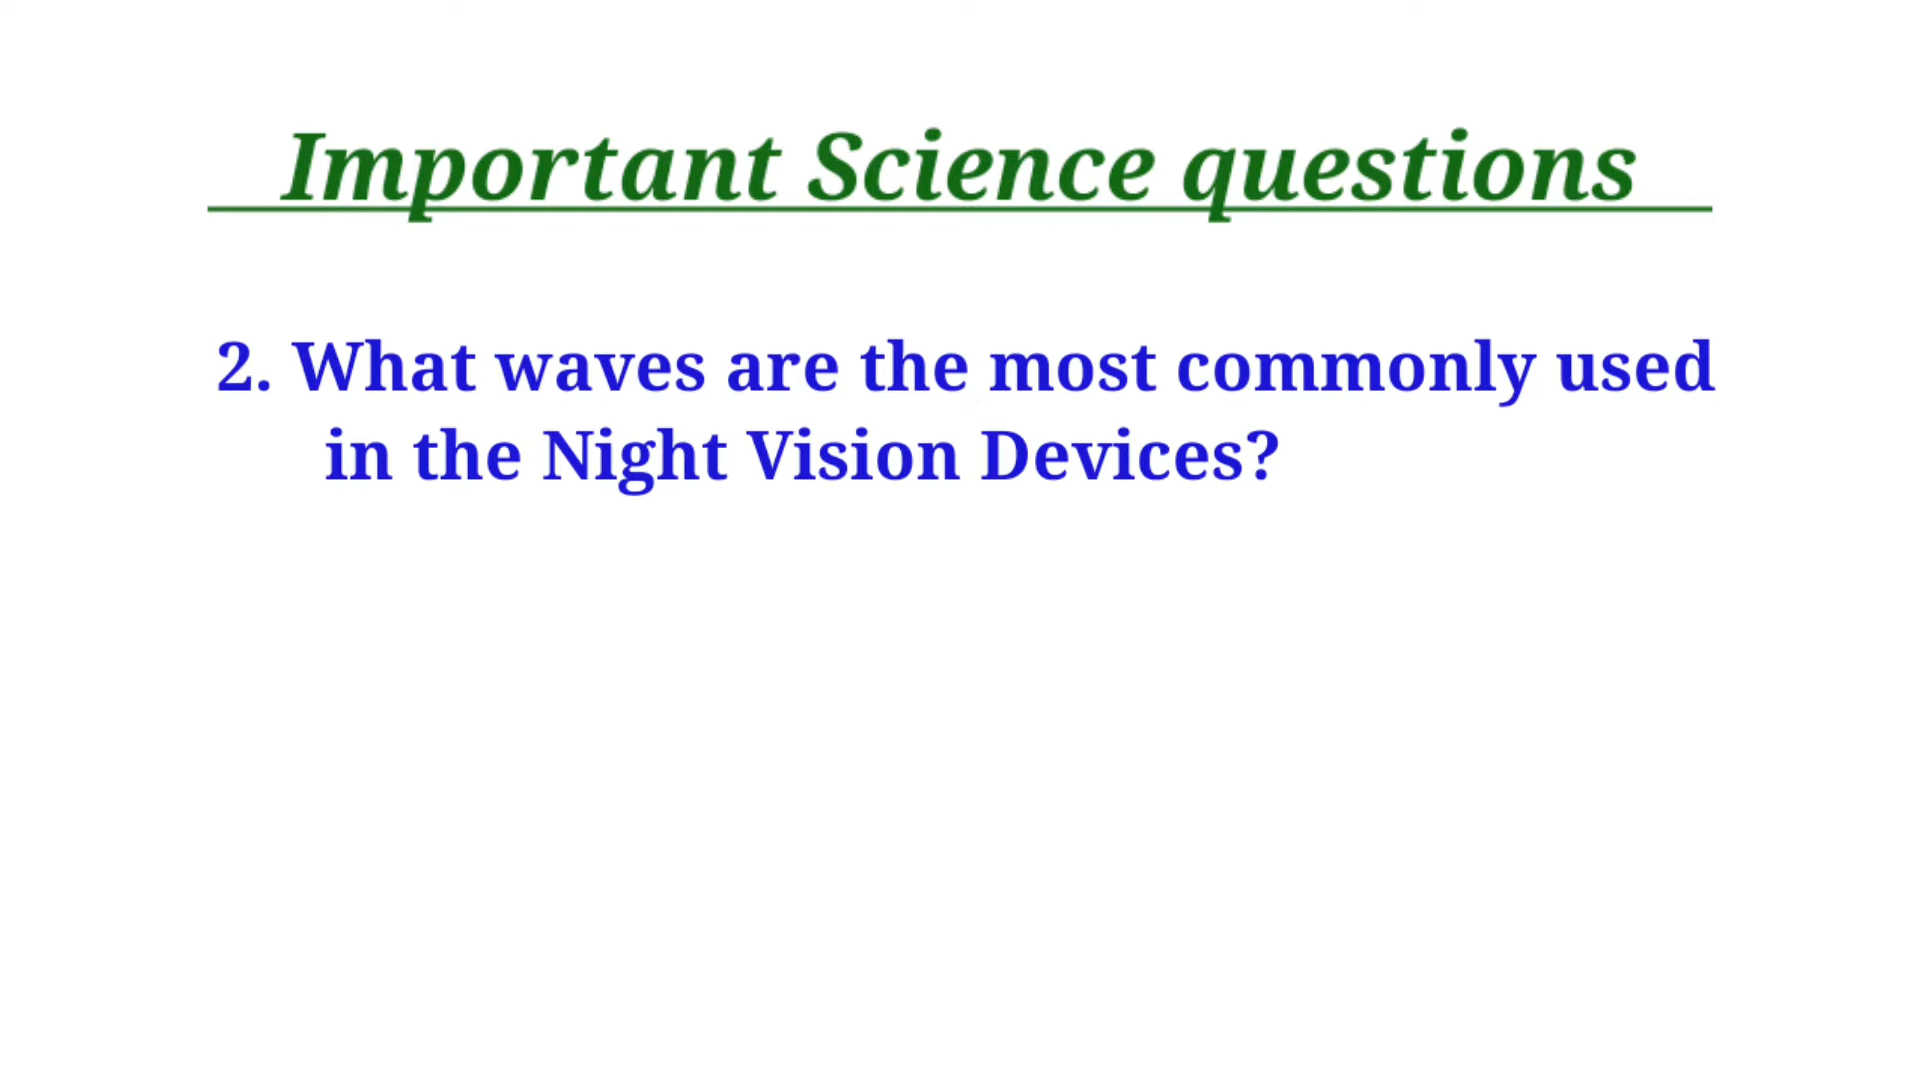 Important Science questions
2. What waves are the most commonly used
in the Night Vision Devices?